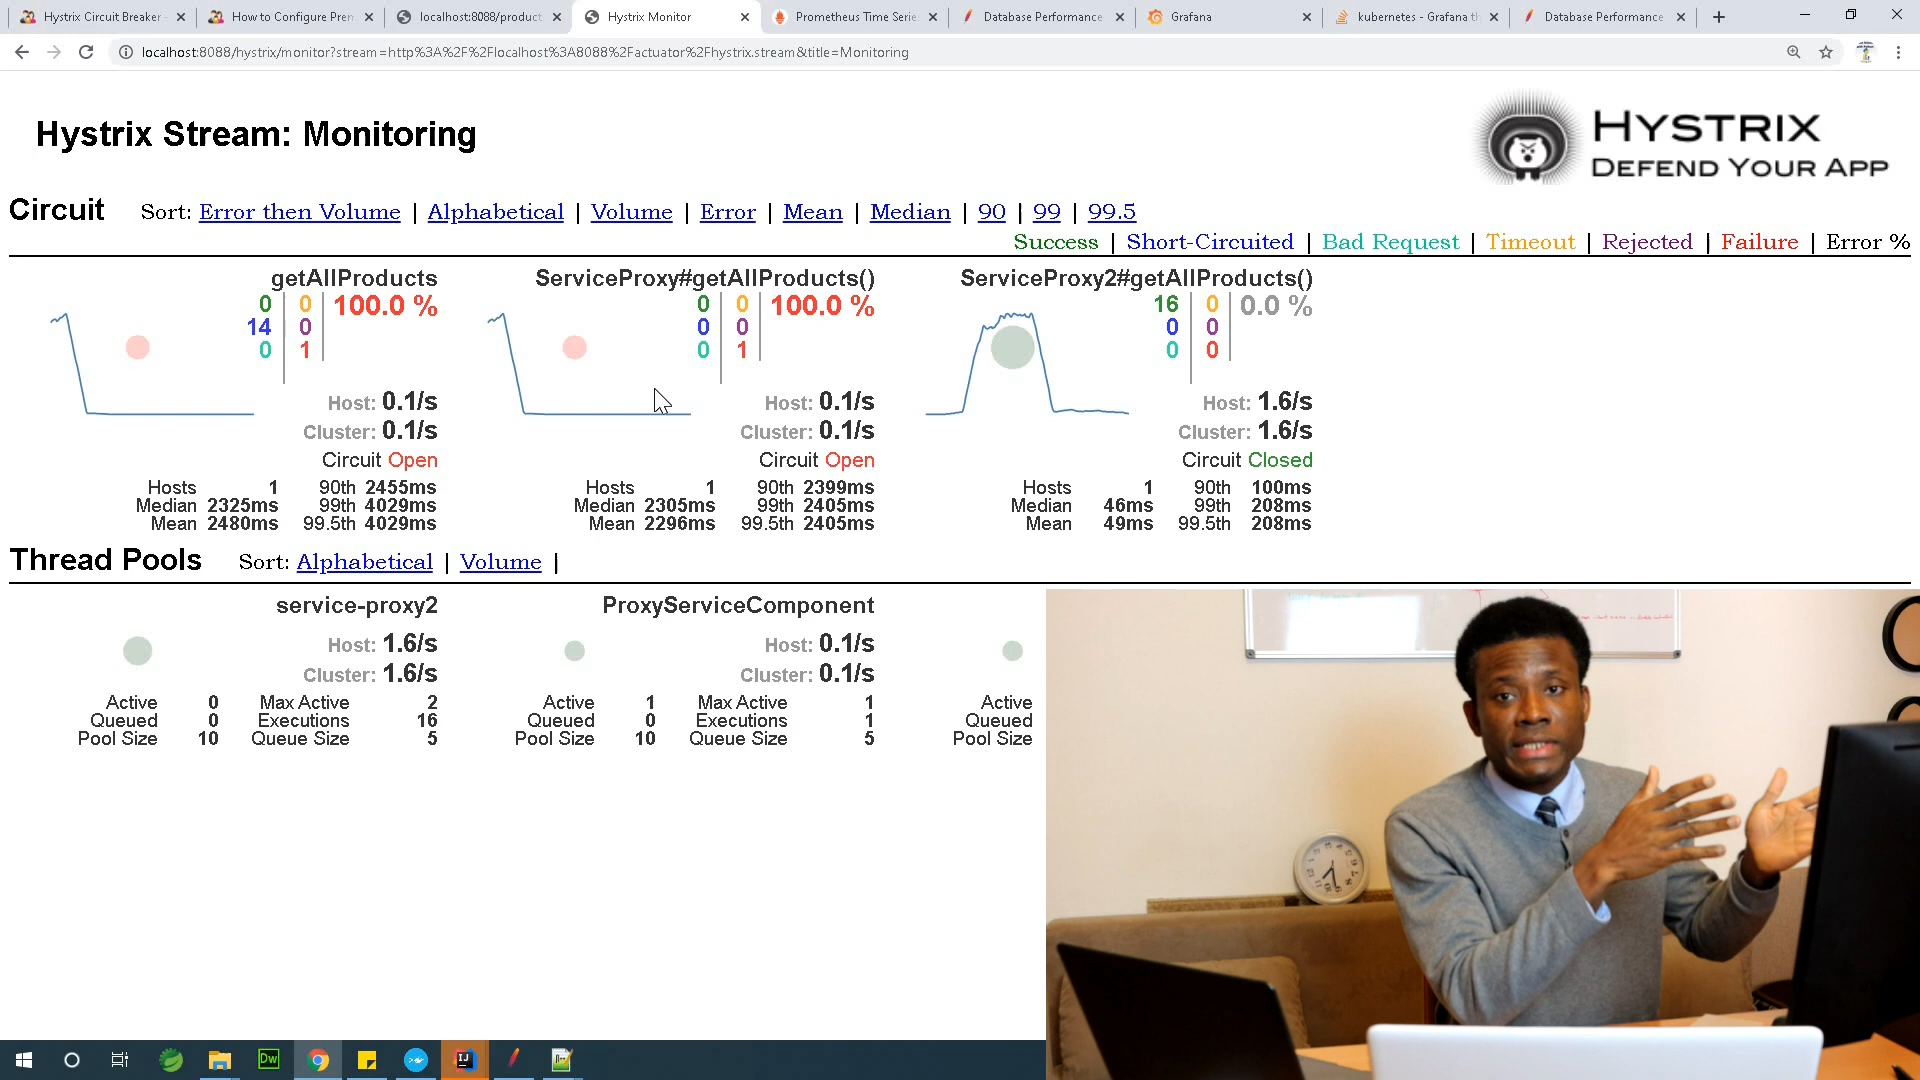 Hystrix Circuit Breaker
How to Configure Pren
localhost:8088/product
Hystrix Monitor
Prometheus Time Serie
Database Performance
Grafana
kubernetes - Grafana th
Database Performance
localhost:8088/hystrix/monitor?stream=http%3A%2F%2Flocalhost%3A8088%2Factuator%2Fhystrix.stream&title=Monitoring
Hystrix Stream: Monitoring
HYSTRIX
DEFEND YOUR APP
Circuit Sort: Error then Volume | Alphabetical | Volume | Error | Mean | Median | 90 | 99 | 99.5
Success | Short-Circuited | Bad Request | Timeout | Rejected | Failure | Error %
getAllProducts
0 0 100.0 %
14 0
0 1
Host: 0.1/s
Cluster: 0.1/s
Circuit Open
Hosts 1 90th 2455ms
Median 2325ms 99th 4029ms
Mean 2480ms 99.5th 4029ms
ServiceProxy#getAllProducts()
0 0 100.0 %
0 0
0 1
Host: 0.1/s
Cluster: 0.1/s
Circuit Open
Hosts 1 90th 2399ms
Median 2305ms 99th 2405ms
Mean 2296ms 99.5th 2405ms
ServiceProxy2#getAllProducts()
16 0 0.0 %
0 0
0 0
Host: 1.6/s
Cluster: 1.6/s
Circuit Closed
Hosts 1 90th 100ms
Median 46ms 99th 208ms
Mean 49ms 99.5th 208ms
Thread Pools Sort: Alphabetical | Volume |
service-proxy2
Host: 1.6/s
Cluster: 1.6/s
Active 0 Max Active 2
Queued 0 Executions 16
Pool Size 10 Queue Size 5
ProxyServiceComponent
Host: 0.1/s
Cluster: 0.1/s
Active 1 Max Active 1
Queued 0 Executions 1
Pool Size 10 Queue Size 5
Active
Queued
Pool Size
Dw
IJ